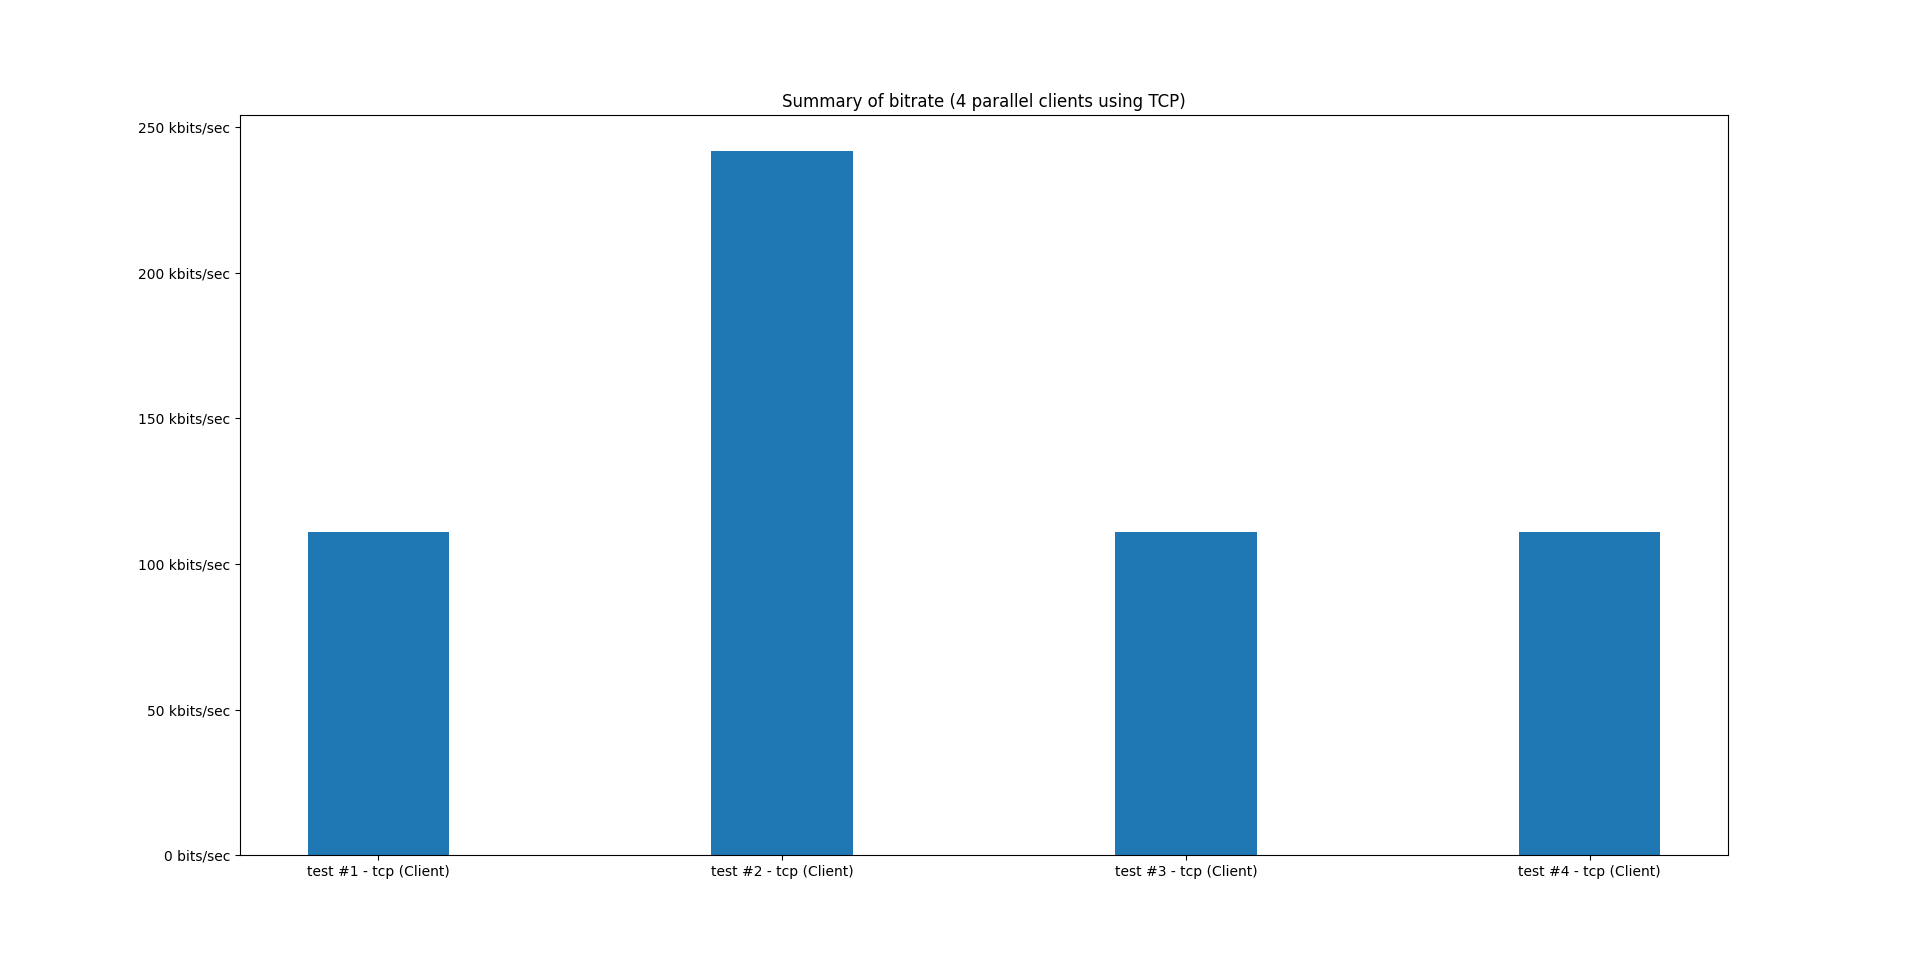 Summary of bitrate (4 parallel clients using TCP)
250 kbits/sec
200 kbits/sec
150 kbits/sec
100 kbits/sec
50 kbits/sec
0 bits/sec
test #1 - tcp (Client)
test #2 - tcp (Client)
test #3 - tcp (Client)
test #4 - tcp (Client)